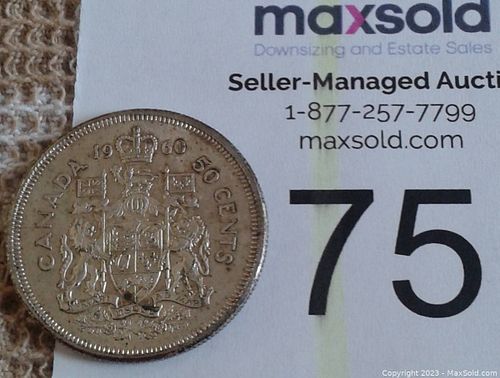 maxsold
Downsizing and Estate Sales
Seller-Managed Aucti
1-877-257-7799
maxsold.com
75
CANADA 1960 50 CENTS
Copyright 2023 - MaxSold.com